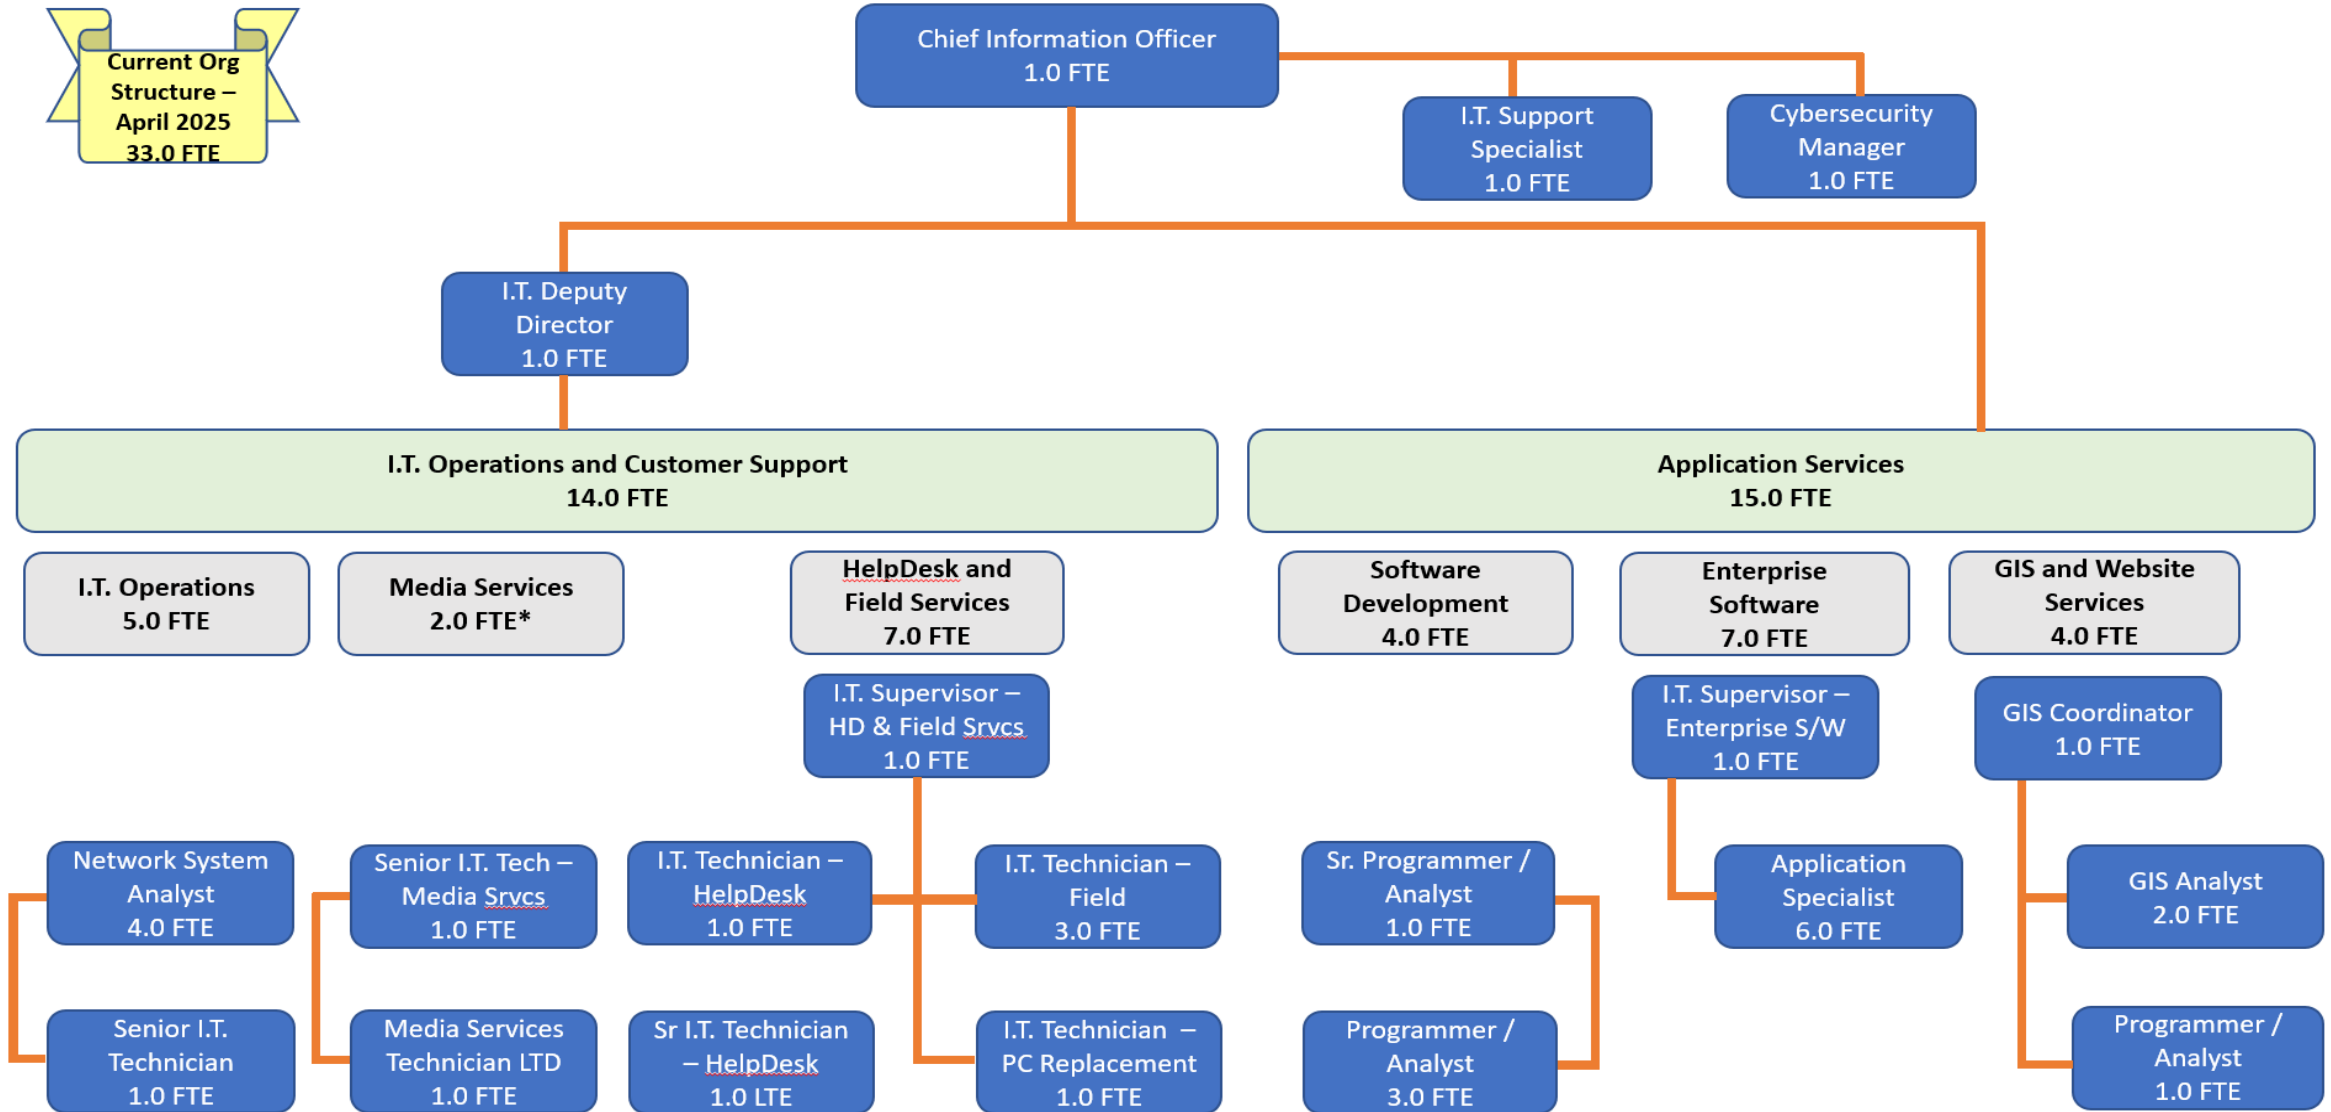 Current Org
Structure –
April 2025
33.0 FTE
Chief Information Officer
1.0 FTE
I.T. Support
Specialist
1.0 FTE
Cybersecurity
Manager
1.0 FTE
I.T. Deputy
Director
1.0 FTE
I.T. Operations and Customer Support
14.0 FTE
Application Services
15.0 FTE
I.T. Operations
5.0 FTE
Media Services
2.0 FTE*
HelpDesk and
Field Services
7.0 FTE
Software
Development
4.0 FTE
Enterprise
Software
7.0 FTE
GIS and Website
Services
4.0 FTE
I.T. Supervisor –
HD & Field Srvcs
1.0 FTE
I.T. Supervisor –
Enterprise S/W
1.0 FTE
GIS Coordinator
1.0 FTE
Network System
Analyst
4.0 FTE
Senior I.T. Tech –
Media Srvcs
1.0 FTE
I.T. Technician –
HelpDesk
1.0 FTE
I.T. Technician –
Field
3.0 FTE
Sr. Programmer /
Analyst
1.0 FTE
Application
Specialist
6.0 FTE
GIS Analyst
2.0 FTE
Senior I.T.
Technician
1.0 FTE
Media Services
Technician LTD
1.0 FTE
Sr I.T. Technician
– HelpDesk
1.0 LTE
I.T. Technician –
PC Replacement
1.0 FTE
Programmer /
Analyst
3.0 FTE
Programmer /
Analyst
1.0 FTE